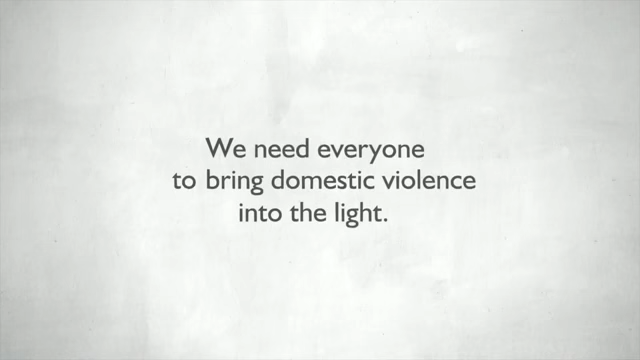 We need everyone
to bring domestic violence
into the light.